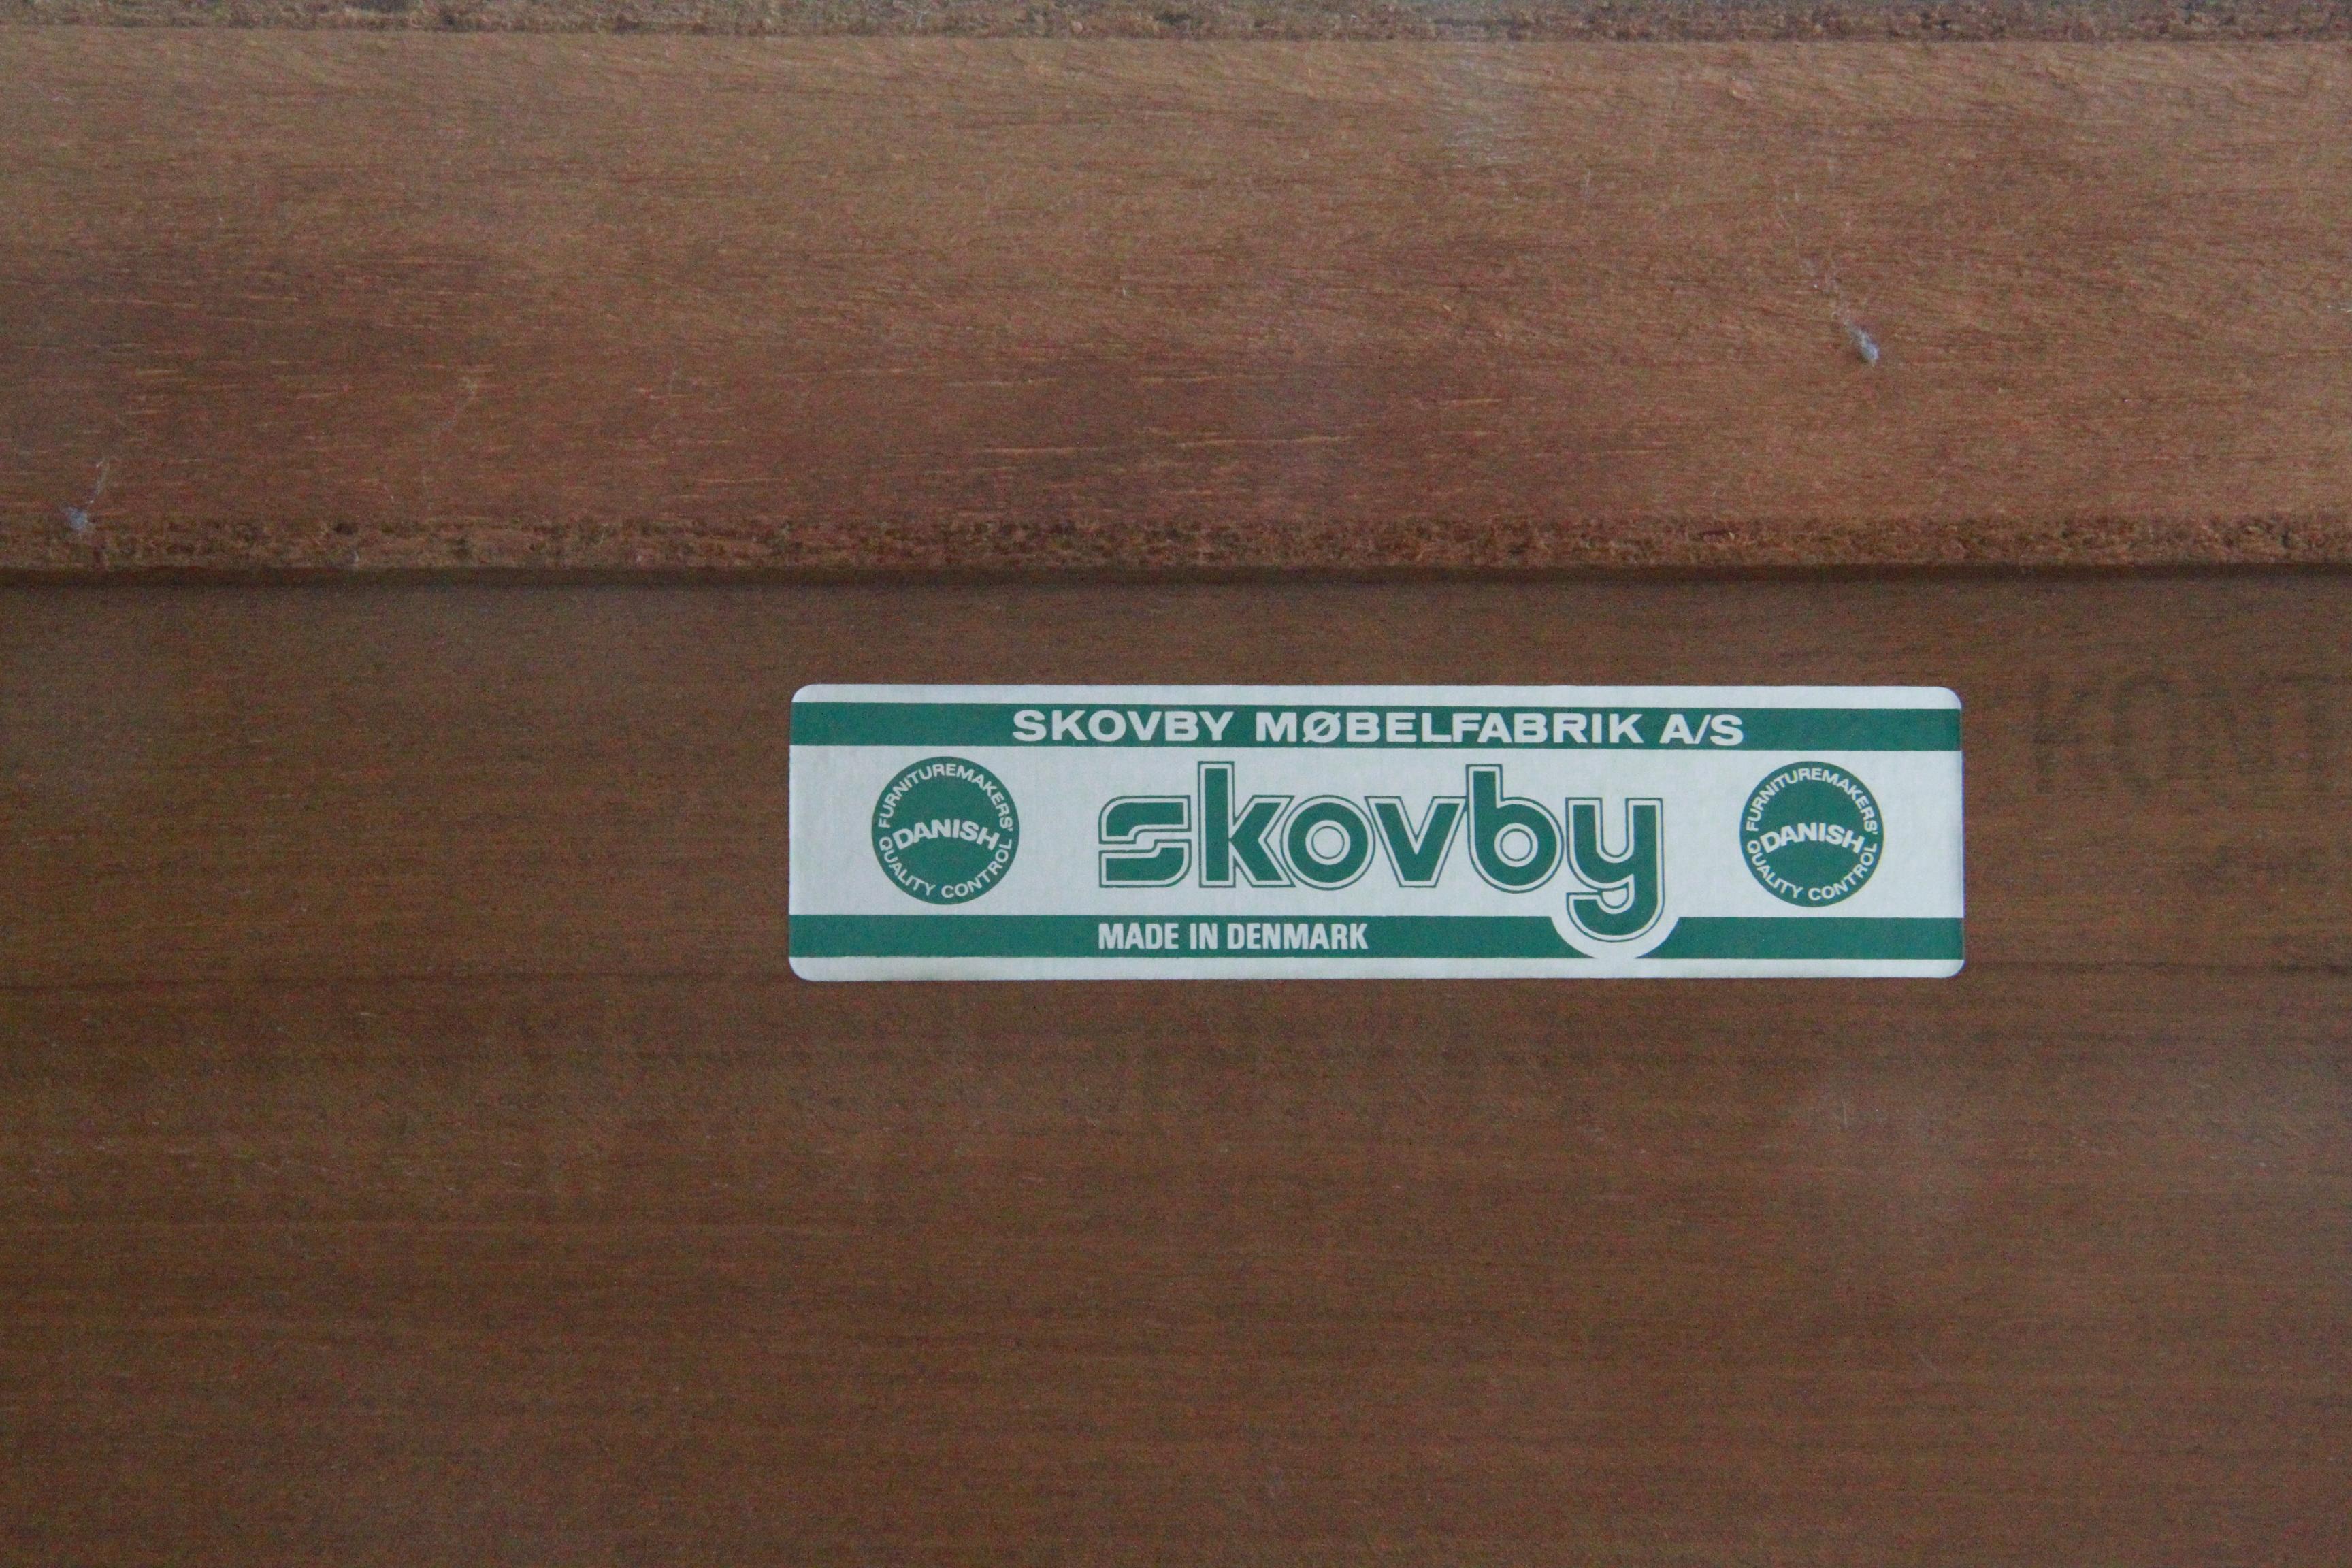 SKOVBY MØBELFABRIK A/S
FURNITUREMAKERS'
DANISH
QUALITY CONTROL
skovby
FURNITUREMAKERS'
DANISH
QUALITY CONTROL
MADE IN DENMARK